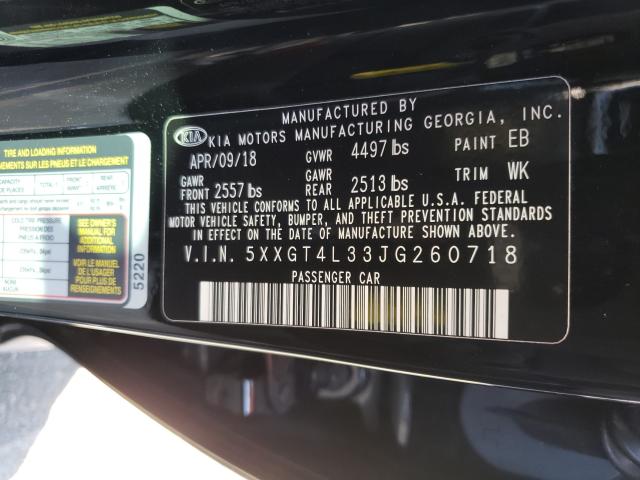 MANUFACTURED BY
KIA KIA MOTORS MANUFACTURING GEORGIA, INC.
APR/09/18 GVWR 4497 lbs PAINT EB
GAWR FRONT 2557 lbs GAWR REAR 2513 lbs TRIM WK
THIS VEHICLE CONFORMS TO ALL APPLICABLE U.S.A. FEDERAL
MOTOR VEHICLE SAFETY, BUMPER, AND THEFT PREVENTION STANDARDS
IN EFFECT ON THE DATE OF MANUFACTURE SHOWN ABOVE.
V.I.N. 5XXGT4L33JG260718
PASSENGER CAR
TIRE AND LOADING INFORMATION
SUR LES PNEUS ET LE CHARGEMENT
SEE OWNER'S
MANUAL FOR
ADDITIONAL
INFORMATION
VOIR LE MANUEL
DE L'USAGER
POUR PLUS DE
RENSEIGNEMENTS
5220